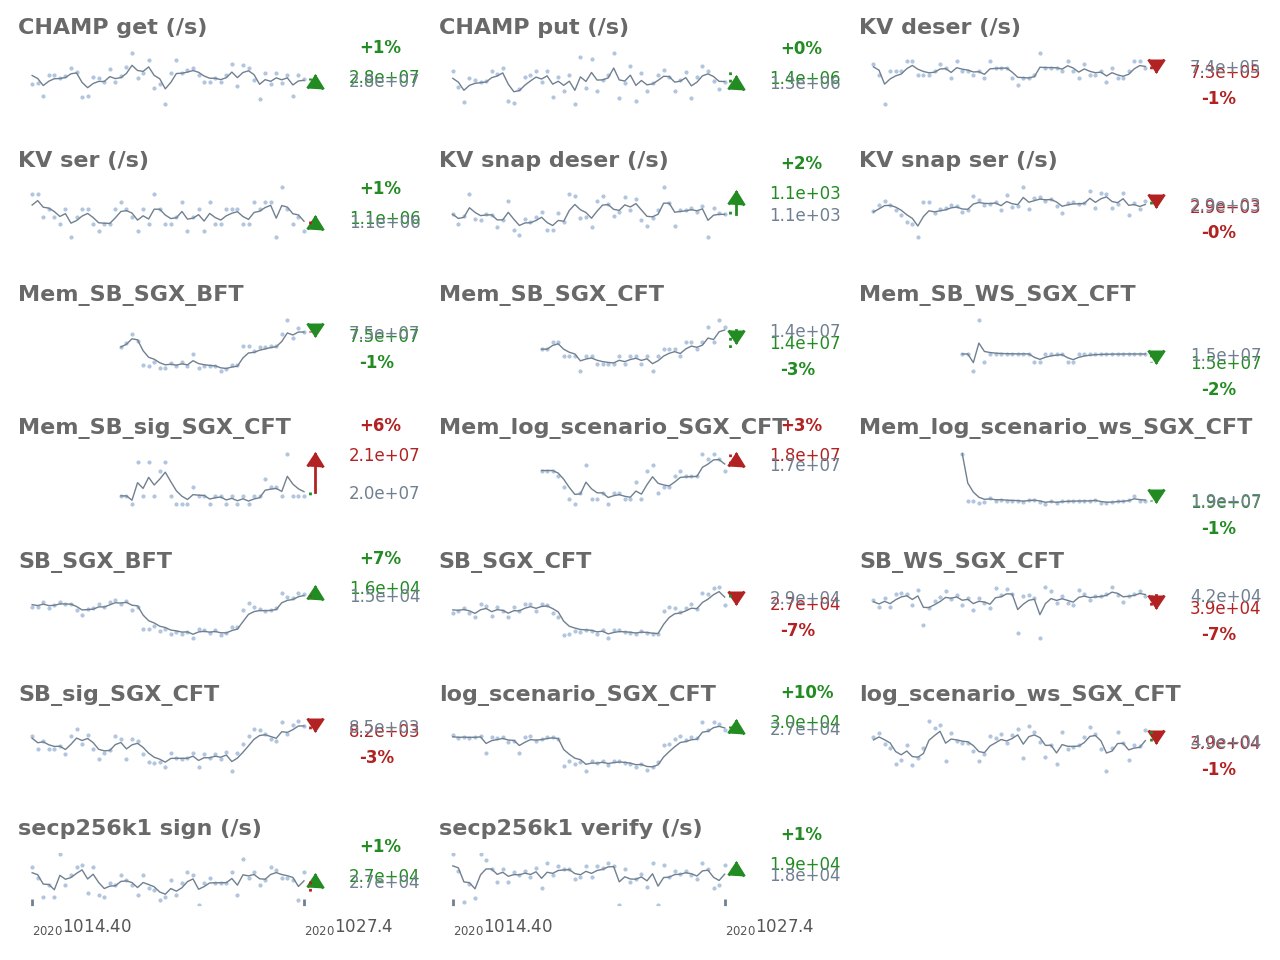 CHAMP get (/s)
+1%
2.8e+07
2.8e+07
CHAMP put (/s)
+0%
1.4e+06
1.3e+06
KV deser (/s)
7.4e+05
7.3e+05
-1%
KV ser (/s)
+1%
1.1e+06
1.1e+06
KV snap deser (/s)
+2%
1.1e+03
1.1e+03
KV snap ser (/s)
2.9e+03
2.9e+03
-0%
Mem_SB_SGX_BFT
7.5e+07
7.5e+07
-1%
Mem_SB_SGX_CFT
1.4e+07
1.4e+07
-3%
Mem_SB_WS_SGX_CFT
1.5e+07
1.5e+07
-2%
Mem_SB_sig_SGX_CFT
+6%
2.1e+07
2.0e+07
Mem_log_scenario_SGX_CFT
+3%
1.8e+07
1.7e+07
Mem_log_scenario_ws_SGX_CFT
1.9e+07
1.9e+07
-1%
SB_SGX_BFT
+7%
1.6e+04
1.5e+04
SB_SGX_CFT
2.9e+04
2.7e+04
-7%
SB_WS_SGX_CFT
4.2e+04
3.9e+04
-7%
SB_sig_SGX_CFT
8.5e+03
8.2e+03
-3%
log_scenario_SGX_CFT
+10%
3.0e+04
2.7e+04
log_scenario_ws_SGX_CFT
3.9e+04
-1%
secp256k1 sign (/s)
+1%
2.7e+04
2.7e+04
secp256k1 verify (/s)
+1%
1.9e+04
1.8e+04
20201014.40
20201027.4
20201014.40
20201027.4